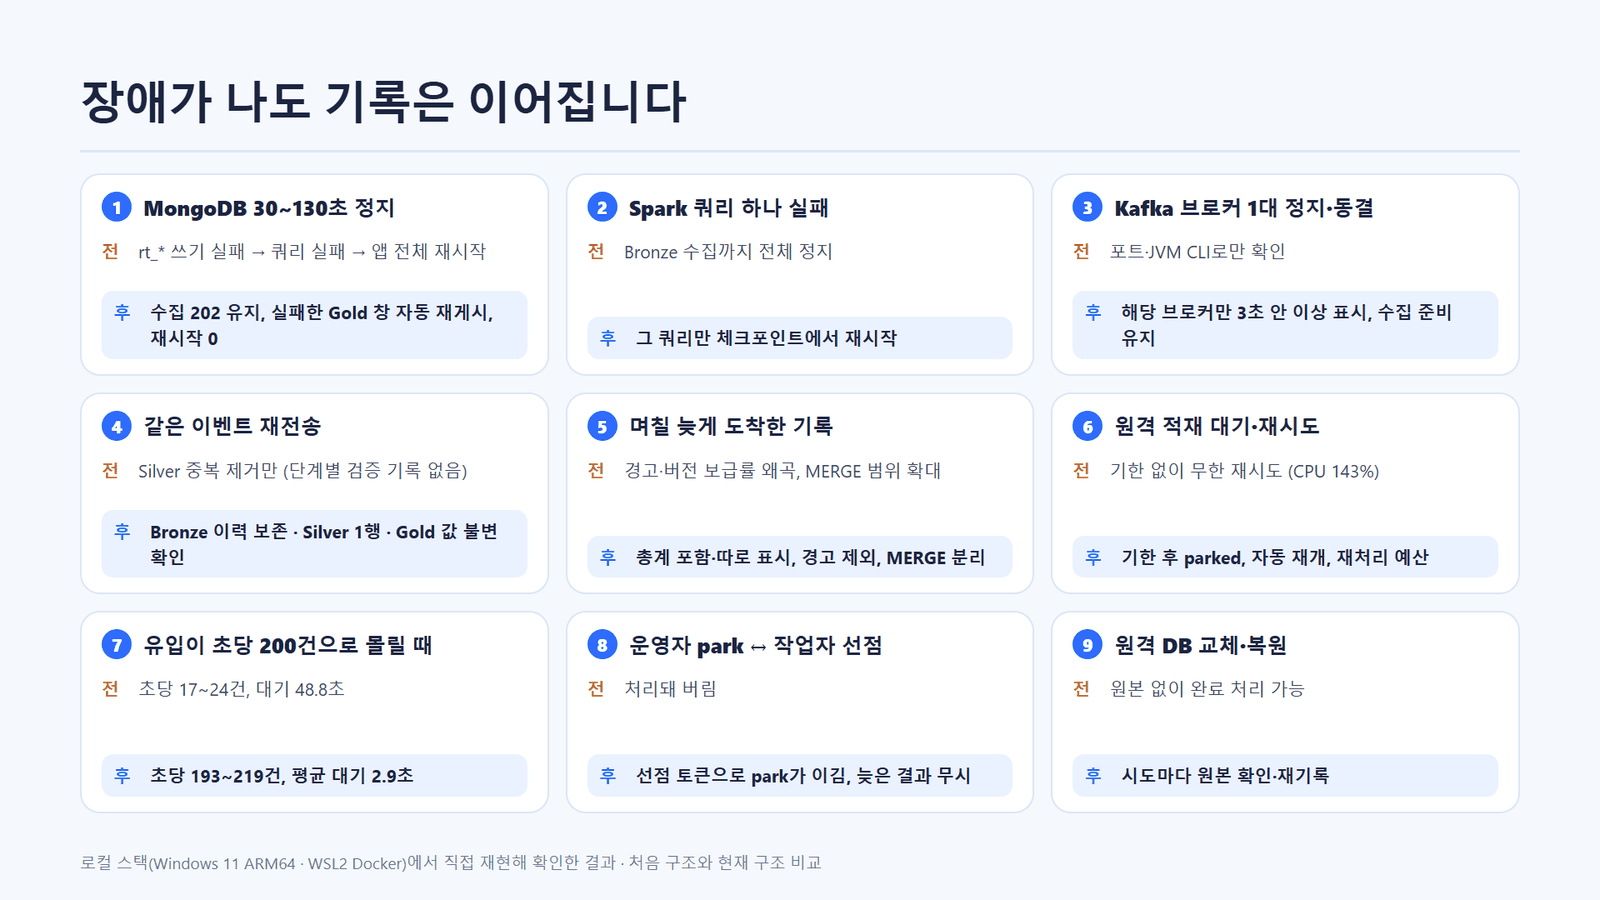 장애가 나도 기록은 이어집니다
1 MongoDB 30~130초 정지
전 rt_* 쓰기 실패 → 쿼리 실패 → 앱 전체 재시작
후 수집 202 유지, 실패한 Gold 창 자동 재게시,
재시작 0
2 Spark 쿼리 하나 실패
전 Bronze 수집까지 전체 정지
후 그 쿼리만 체크포인트에서 재시작
3 Kafka 브로커 1대 정지·동결
전 포트·JVM CLI로만 확인
후 해당 브로커만 3초 안 이상 표시, 수집 준비
유지
4 같은 이벤트 재전송
전 Silver 중복 제거만 (단계별 검증 기록 없음)
후 Bronze 이력 보존 · Silver 1행 · Gold 값 불변
확인
5 며칠 늦게 도착한 기록
전 경고·버전 보급률 왜곡, MERGE 범위 확대
후 총계 포함·따로 표시, 경고 제외, MERGE 분리
6 원격 적재 대기·재시도
전 기한 없이 무한 재시도 (CPU 143%)
후 기한 후 parked, 자동 재개, 재처리 예산
7 유입이 초당 200건으로 몰릴 때
전 초당 17~24건, 대기 48.8초
후 초당 193~219건, 평균 대기 2.9초
8 운영자 park ↔ 작업자 선점
전 처리돼 버림
후 선점 토큰으로 park가 이김, 늦은 결과 무시
9 원격 DB 교체·복원
전 원본 없이 완료 처리 가능
후 시도마다 원본 확인·재기록
로컬 스택(Windows 11 ARM64 · WSL2 Docker)에서 직접 재현해 확인한 결과 · 처음 구조와 현재 구조 비교